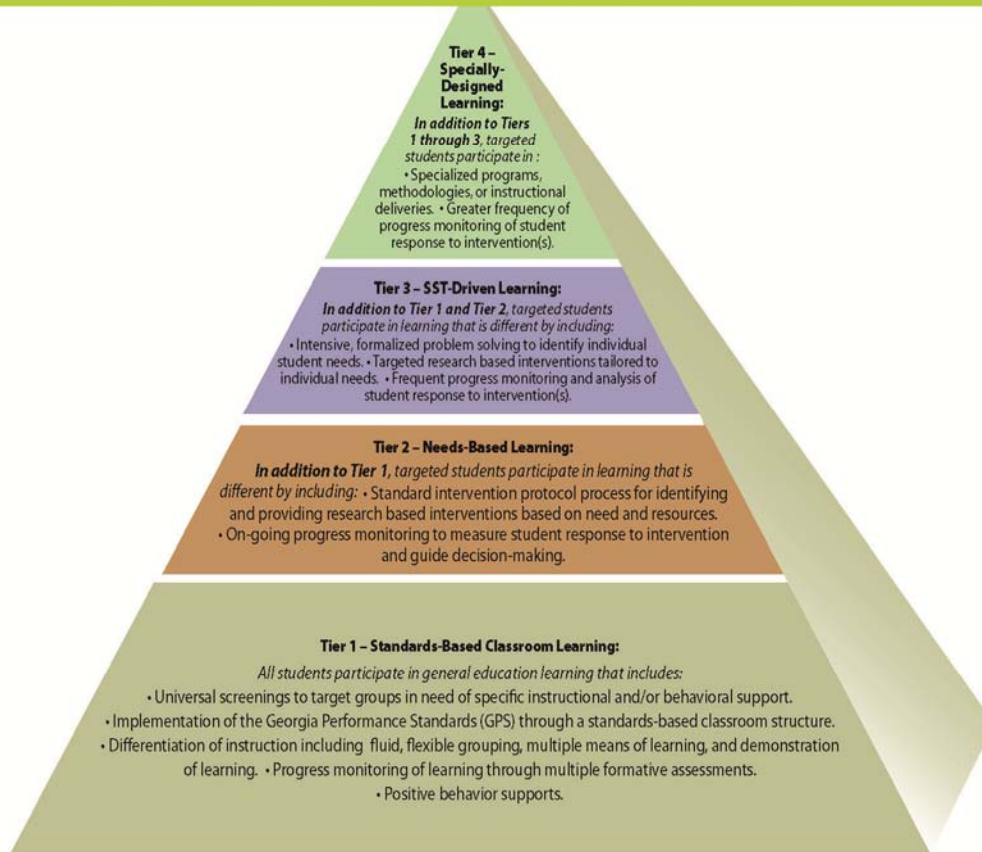 Tier 4 –
Specially-
Designed
Learning:
In addition to Tiers
1 through 3, targeted
students participate in :
• Specialized programs,
methodologies, or instructional
deliveries. • Greater frequency of
progress monitoring of student
response to intervention(s).
Tier 3 – SST-Driven Learning:
In addition to Tier 1 and Tier 2, targeted students
participate in learning that is different by including:
• Intensive, formalized problem solving to identify individual
student needs. • Targeted research based interventions tailored to
individual needs. • Frequent progress monitoring and analysis of
student response to intervention(s).
Tier 2 – Needs-Based Learning:
In addition to Tier 1, targeted students participate in learning that is
different by including: • Standard intervention protocol process for identifying
and providing research based interventions based on need and resources.
• On-going progress monitoring to measure student response to intervention
and guide decision-making.
Tier 1 – Standards-Based Classroom Learning:
All students participate in general education learning that includes:
• Universal screenings to target groups in need of specific instructional and/or behavioral support.
• Implementation of the Georgia Performance Standards (GPS) through a standards-based classroom structure.
• Differentiation of instruction including fluid, flexible grouping, multiple means of learning, and demonstration
of learning. • Progress monitoring of learning through multiple formative assessments.
• Positive behavior supports.